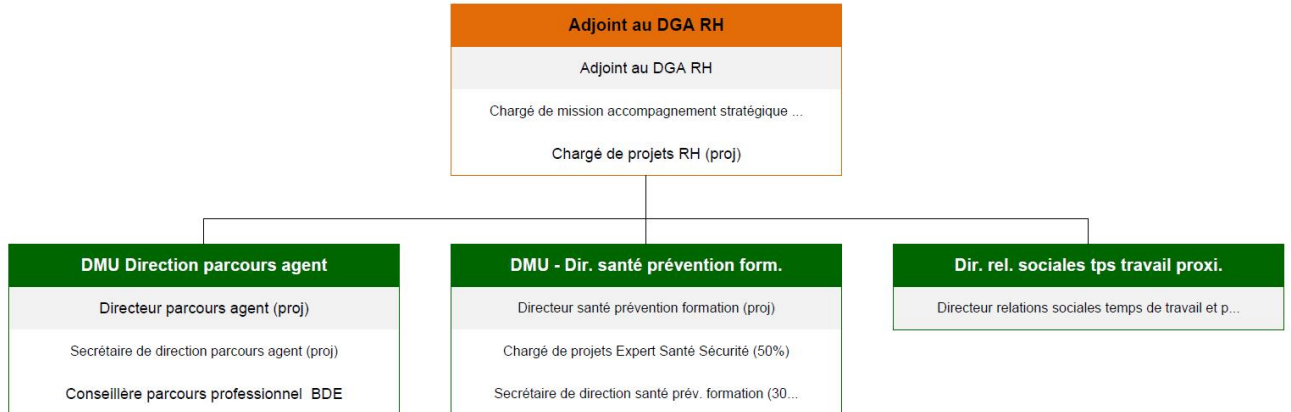 Adjoint au DGA RH
Adjoint au DGA RH
Chargé de mission accompagnement stratégique ...
Chargé de projets RH (proj)
DMU Direction parcours agent
Directeur parcours agent (proj)
Secrétaire de direction parcours agent (proj)
Conseillère parcours professionnel BDE
DMU - Dir. santé prévention form.
Directeur santé prévention formation (proj)
Chargé de projets Expert Santé Sécurité (50%)
Secrétaire de direction santé prév. formation (30...
Dir. rel. sociales tps travail proxi.
Directeur relations sociales temps de travail et p...